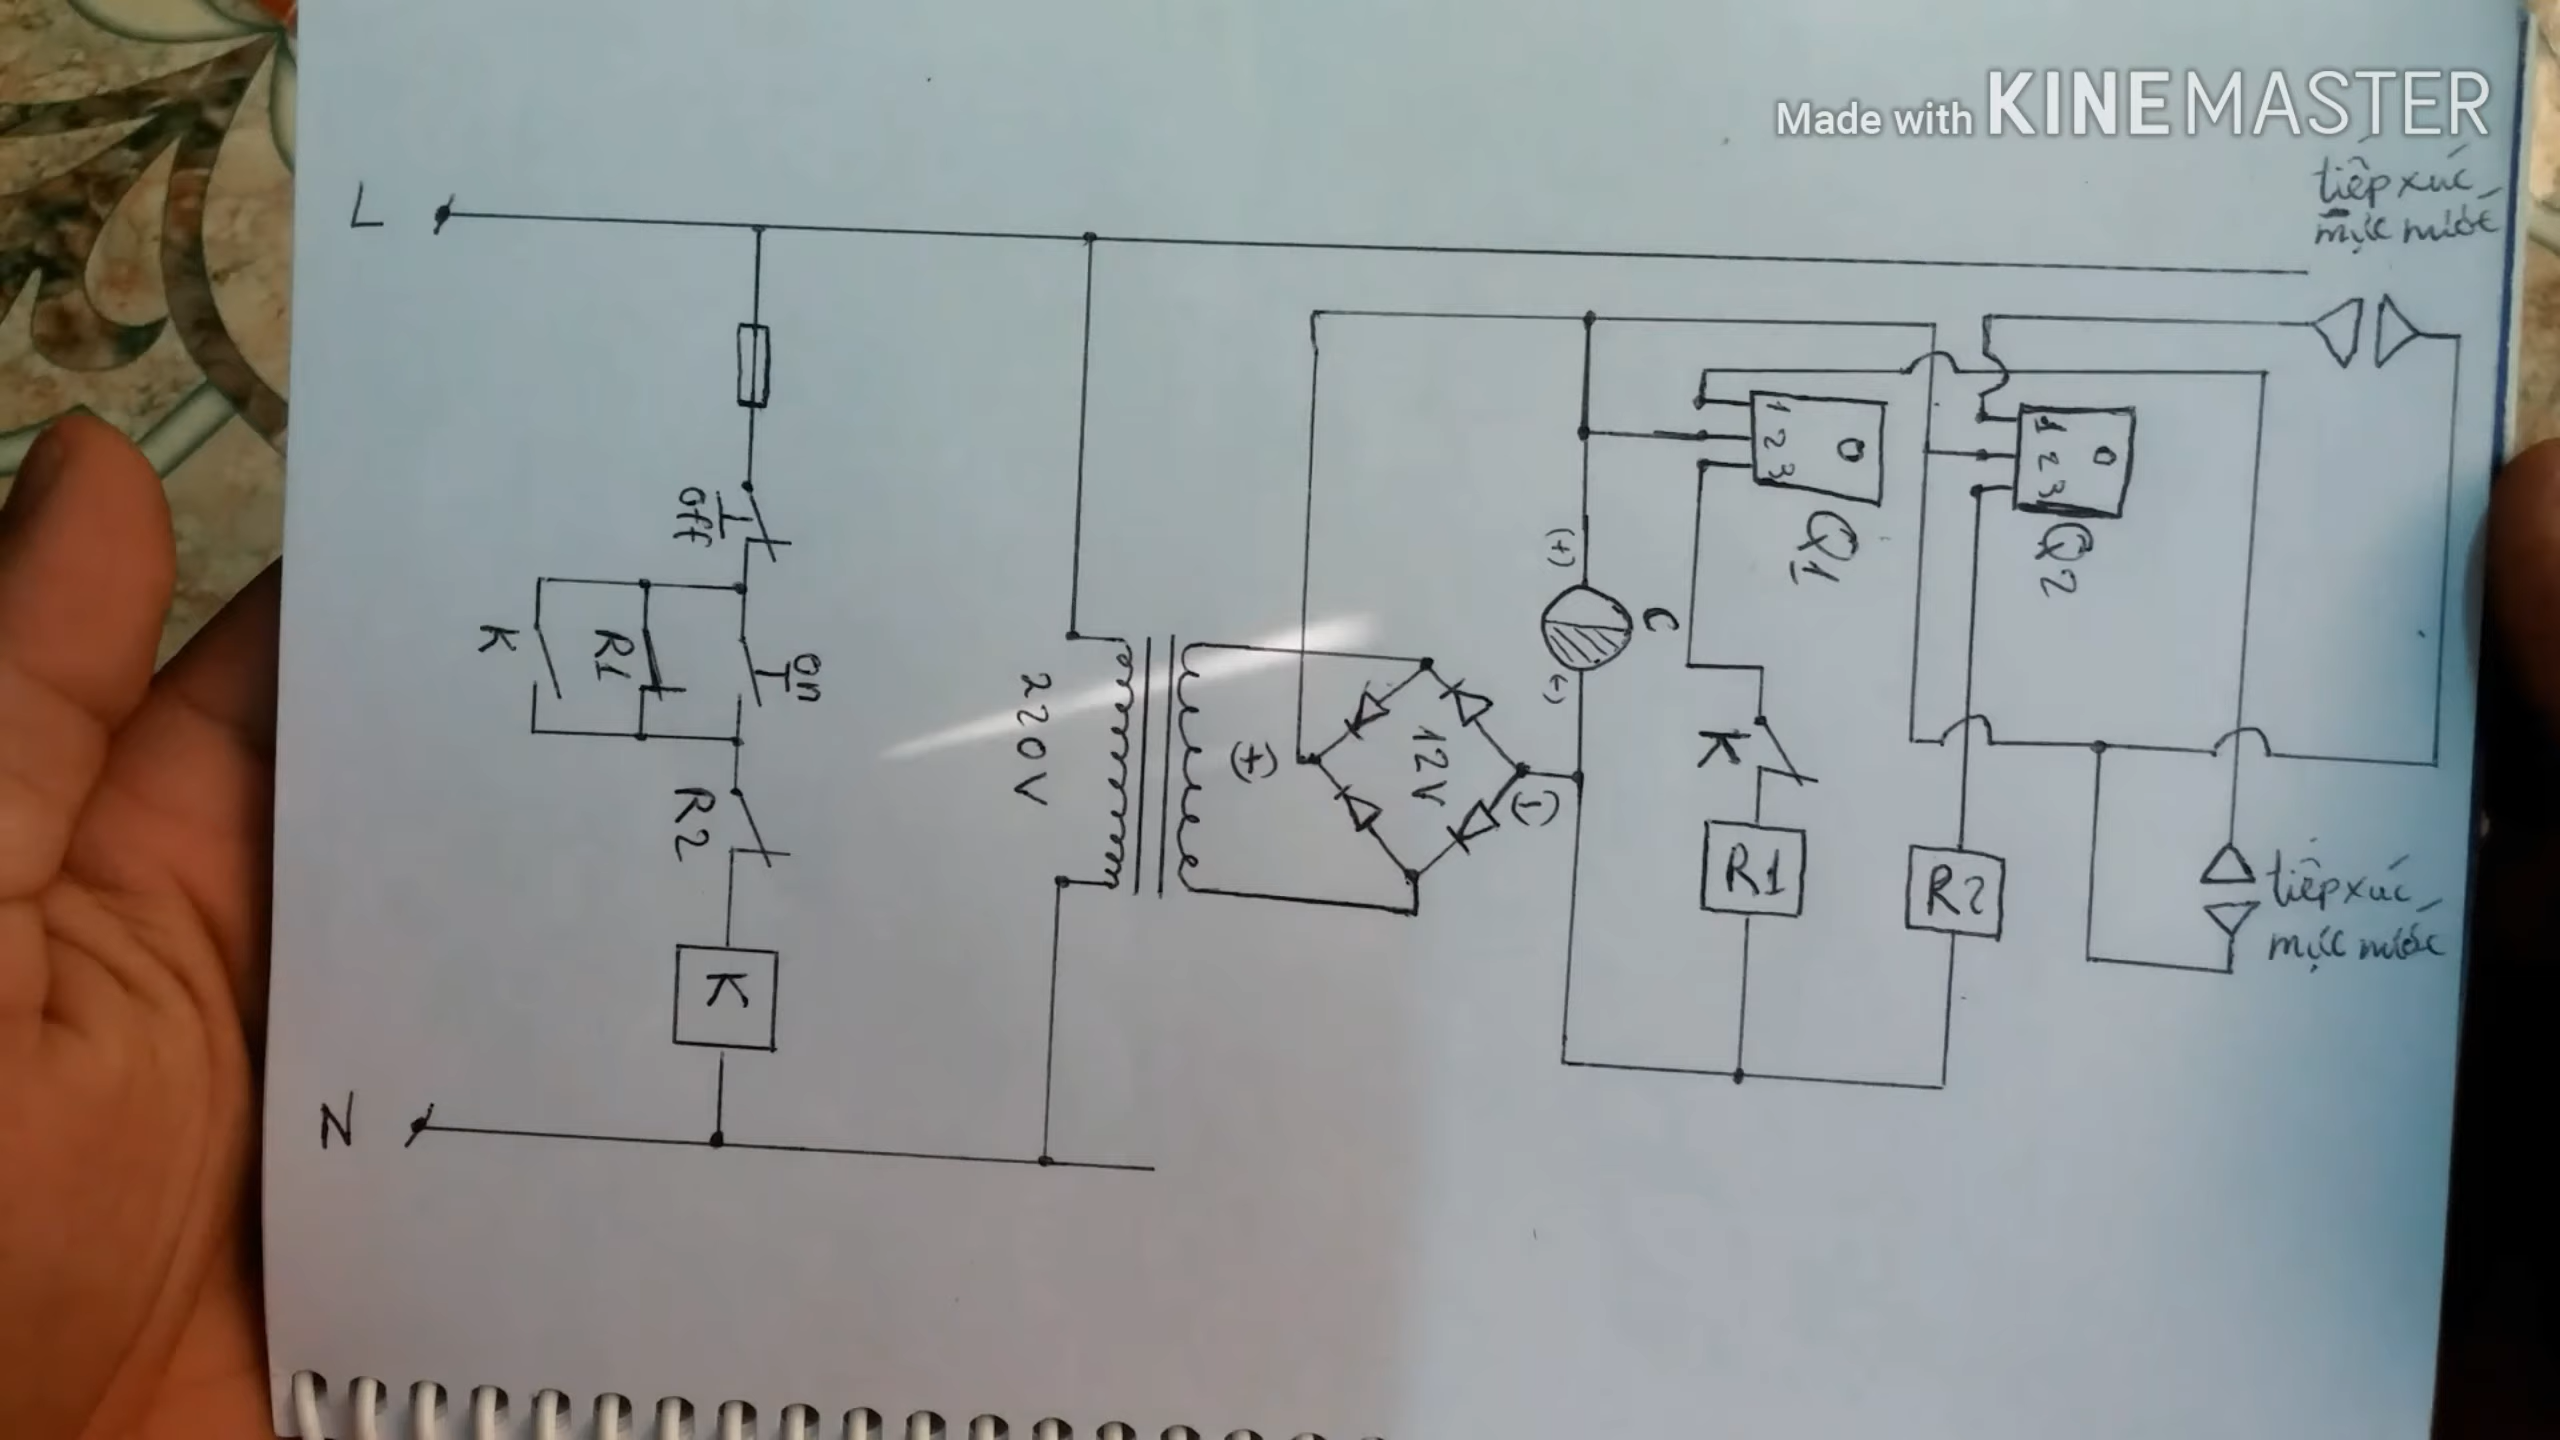 Made with KINEMASTER
tiếp xúc
mực nước
L
1
2
3
O
Q1
1
2
3
O
Q2
(+)
C
(-)
off
on
K
R1
R2
K
220V
(+)
12V
(-)
K
R1
R2
tiếp xúc
mực nước
N